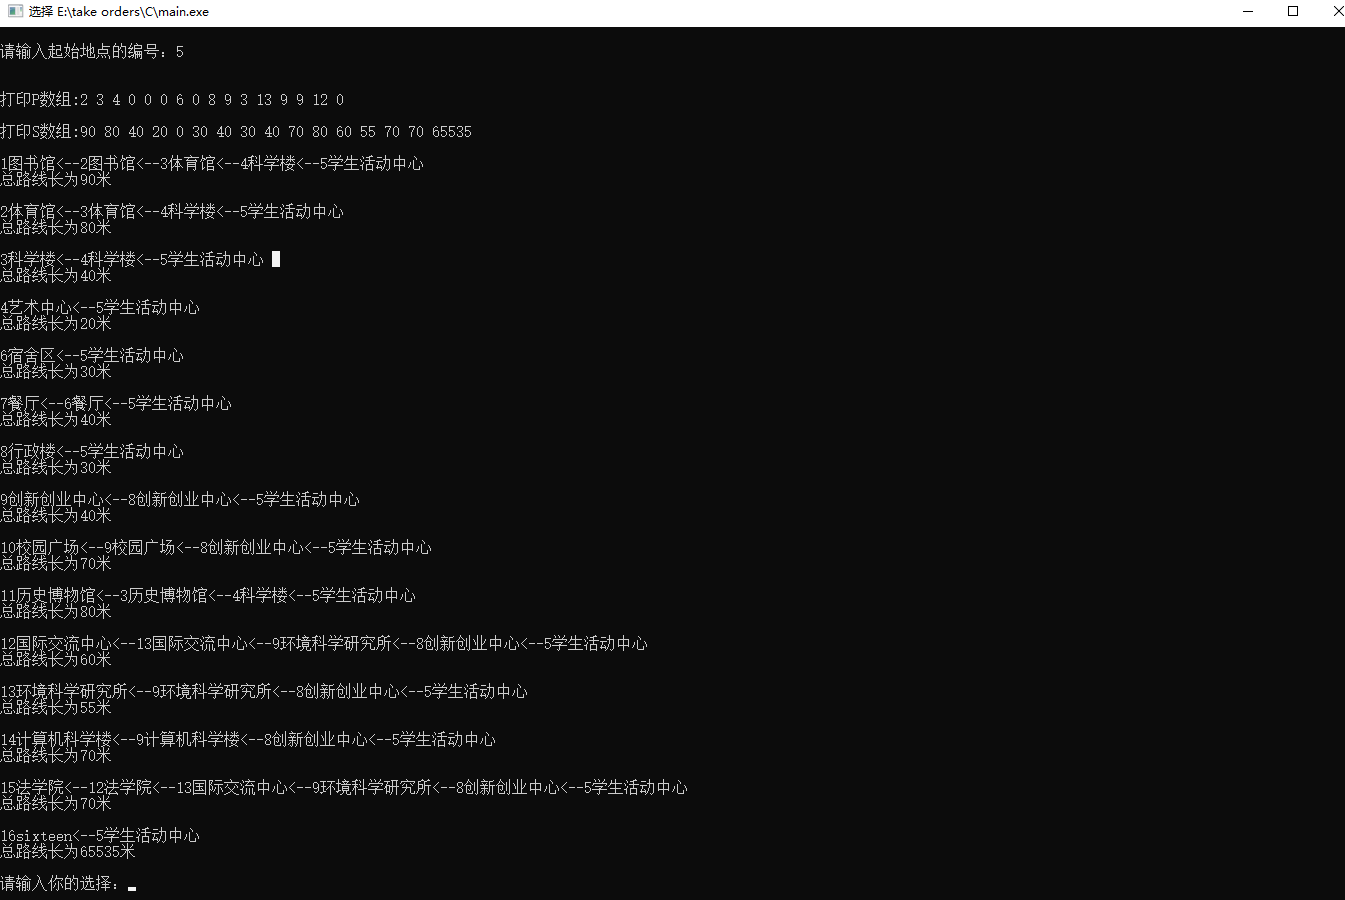 选择 E:\take orders\C\main.exe
请输入起始地点的编号：5
打印P数组:2 3 4 0 0 0 6 0 8 9 3 13 9 9 12 0
打印S数组:90 80 40 20 0 30 40 30 40 70 80 60 55 70 70 65535
1图书馆<--2图书馆<--3体育馆<--4科学楼<--5学生活动中心
总路线长为90米
2体育馆<--3体育馆<--4科学楼<--5学生活动中心
总路线长为80米
3科学楼<--4科学楼<--5学生活动中心
总路线长为40米
4艺术中心<--5学生活动中心
总路线长为20米
6宿舍区<--5学生活动中心
总路线长为30米
7餐厅<--6餐厅<--5学生活动中心
总路线长为40米
8行政楼<--5学生活动中心
总路线长为30米
9创新创业中心<--8创新创业中心<--5学生活动中心
总路线长为40米
10校园广场<--9校园广场<--8创新创业中心<--5学生活动中心
总路线长为70米
11历史博物馆<--3历史博物馆<--4科学楼<--5学生活动中心
总路线长为80米
12国际交流中心<--13国际交流中心<--9环境科学研究所<--8创新创业中心<--5学生活动中心
总路线长为60米
13环境科学研究所<--9环境科学研究所<--8创新创业中心<--5学生活动中心
总路线长为55米
14计算机科学楼<--9计算机科学楼<--8创新创业中心<--5学生活动中心
总路线长为70米
15法学院<--12法学院<--13国际交流中心<--9环境科学研究所<--8创新创业中心<--5学生活动中心
总路线长为70米
16sixteen<--5学生活动中心
总路线长为65535米
请输入你的选择：